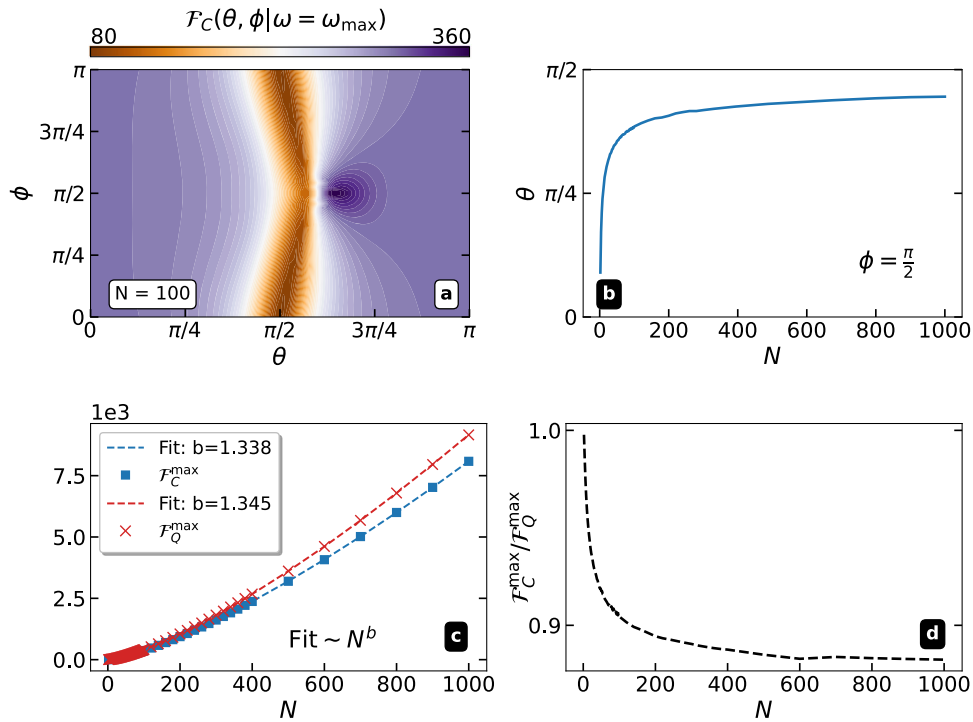 𝓕_C(θ, ϕ|ω = ω_max)
80 360
π
3π/4
ϕ
π/2
π/4
0
N = 100
a
0 π/4 π/2 3π/4 π
θ
π/2
θ
π/4
0
b
ϕ = π/2
0 200 400 600 800 1000
N
1e3
7.5
5.0
2.5
0.0
Fit: b=1.338
𝓕_C^max
Fit: b=1.345
𝓕_Q^max
Fit ~ N^b
c
0 200 400 600 800 1000
N
1.0
𝓕_C^max/𝓕_Q^max
0.9
d
0 200 400 600 800 1000
N